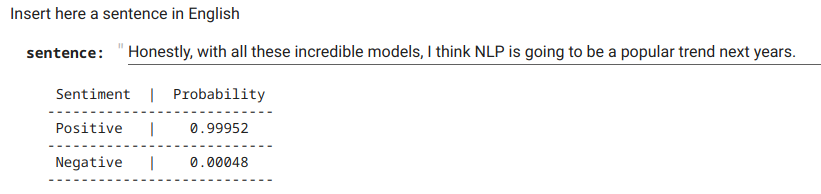 Insert here a sentence in English
sentence: " Honestly, with all these incredible models, I think NLP is going to be a popular trend next years.
Sentiment | Probability
---------------------------
Positive | 0.99952
---------------------------
Negative | 0.00048
---------------------------